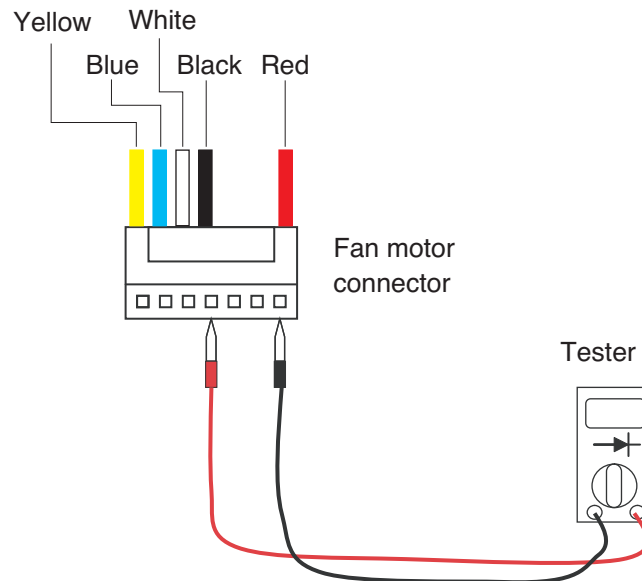 Yellow
White
Blue
Black
Red
Fan motor
connector
Tester